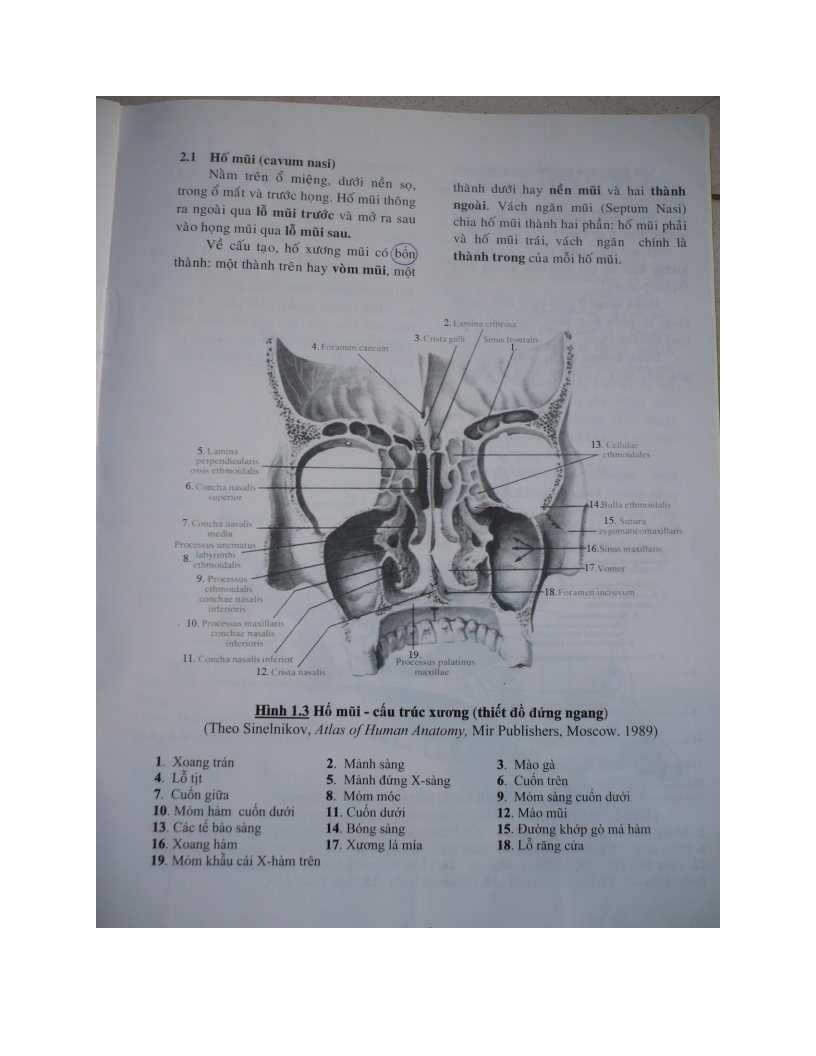 2.1 Hố mũi (cavum nasi)
Nằm trên ổ miệng, dưới nền sọ,
trong ổ mắt và trước họng. Hố mũi thông
ra ngoài qua lỗ mũi trước và mở ra sau
vào họng mũi qua lỗ mũi sau.
Về cấu tạo, hố xương mũi có bốn
thành: một thành trên hay vòm mũi, một
thành dưới hay nền mũi và hai thành
ngoài. Vách ngăn mũi (Septum Nasi)
chia hố mũi thành hai phần: hố mũi phải
và hố mũi trái, vách ngăn chính là
thành trong của mỗi hố mũi.
2. Lamina cribrosa
3. Crista galli
Sinus frontalis
1.
4. Foramen caecum
5. Lamina
perpendicularis
ossis ethmoidalis
6. Concha nasalis
superior
7. Concha nasalis
media
Processus uncinatus
labyrinthi
8. ethmoidalis
9. Processus
ethmoidalis
conchae nasalis
inferioris
10. Processus maxillaris
conchae nasalis
inferioris
11. Concha nasalis inferior
12. Crista nasalis
13. Cellulae
ethmoidales
14. Bulla ethmoidalis
15. Sutura
zygomaticomaxillaris
16. Sinus maxillaris
17. Vomer
18. Foramen incisivum
19.
Processus palatinus
maxillae
Hình 1.3 Hố mũi - cấu trúc xương (thiết đồ đứng ngang)
(Theo Sinelnikov, Atlas of Human Anatomy, Mir Publishers, Moscow. 1989)
1. Xoang trán 2. Mảnh sàng 3. Mào gà
4. Lỗ tịt 5. Mảnh đứng X-sàng 6. Cuốn trên
7. Cuốn giữa 8. Mỏm móc 9. Mỏm sàng cuốn dưới
10. Mỏm hàm cuốn dưới 11. Cuốn dưới 12. Mào mũi
13. Các tế bào sàng 14. Bóng sàng 15. Đường khớp gò má hàm
16. Xoang hàm 17. Xương lá mía 18. Lỗ răng cửa
19. Mỏm khẩu cái X-hàm trên